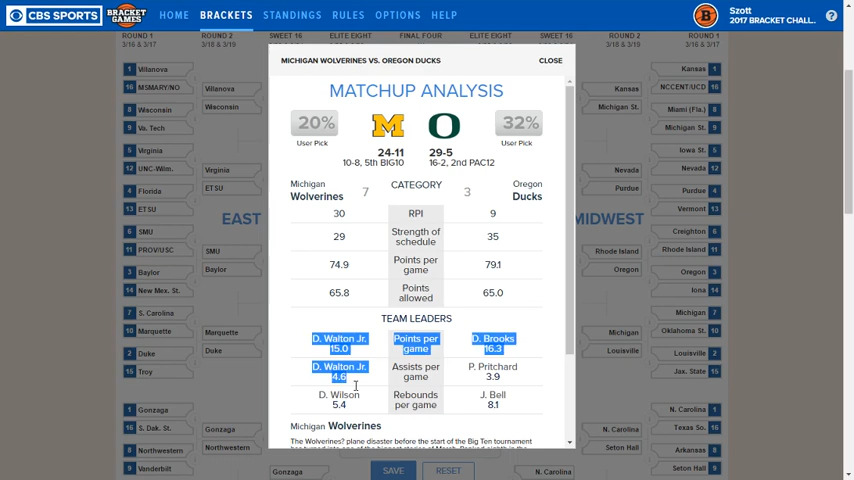 CBS SPORTS
BRACKET GAMES
HOME BRACKETS STANDINGS RULES OPTIONS HELP
Szott
2017 BRACKET CHALL...
ROUND 1 ROUND 2 SWEET 16 ELITE EIGHT FINAL FOUR ELITE EIGHT SWEET 16 ROUND 2 ROUND 1
3/16 & 3/17 3/18 & 3/19 3/18 & 3/19 3/16 & 3/17
1 Villanova
16 MSMARY/NO
Villanova
8 Wisconsin
Wisconsin
9 Va. Tech
5 Virginia
12 UNC-Wilm.
Virginia
4 Florida
ETSU
13 ETSU
EAST
6 SMU
11 PROV/USC
SMU
3 Baylor
Baylor
14 New Mex. St.
7 S. Carolina
10 Marquette
Marquette
2 Duke
Duke
15 Troy
1 Gonzaga
16 S. Dak. St.
Gonzaga
8 Northwestern
Northwestern
9 Vanderbilt
Gonzaga
MICHIGAN WOLVERINES VS. OREGON DUCKS CLOSE
MATCHUP ANALYSIS
20% M O 32%
User Pick User Pick
24-11 29-5
10-8, 5th BIG10 16-2, 2nd PAC12
Michigan Wolverines 7 CATEGORY 3 Oregon Ducks
30 RPI 9
29 Strength of schedule 35
74.9 Points per game 79.1
65.8 Points allowed 65.0
TEAM LEADERS
D. Walton Jr. 15.0 Points per game D. Brooks 16.3
D. Walton Jr. 4.6 Assists per game P. Pritchard 3.9
D. Wilson 5.4 Rebounds per game J. Bell 8.1
Michigan Wolverines
The Wolverines? plane disaster before the start of the Big Ten tournament
SAVE RESET
Kansas 1
NCCENT/UCD 16
Kansas
Miami (Fla.) 8
Michigan St.
Michigan St. 9
Iowa St. 5
Nevada 12
Nevada
Purdue 4
Purdue
Vermont 13
MIDWEST
Creighton 6
Rhode Island 11
Rhode Island
Oregon 3
Oregon
Iona 14
Michigan 7
Oklahoma St. 10
Michigan
Louisville 2
Louisville
Jax. State 15
N. Carolina 1
Texas So. 16
N. Carolina
Arkansas 8
Seton Hall
Seton Hall 9
N. Carolina